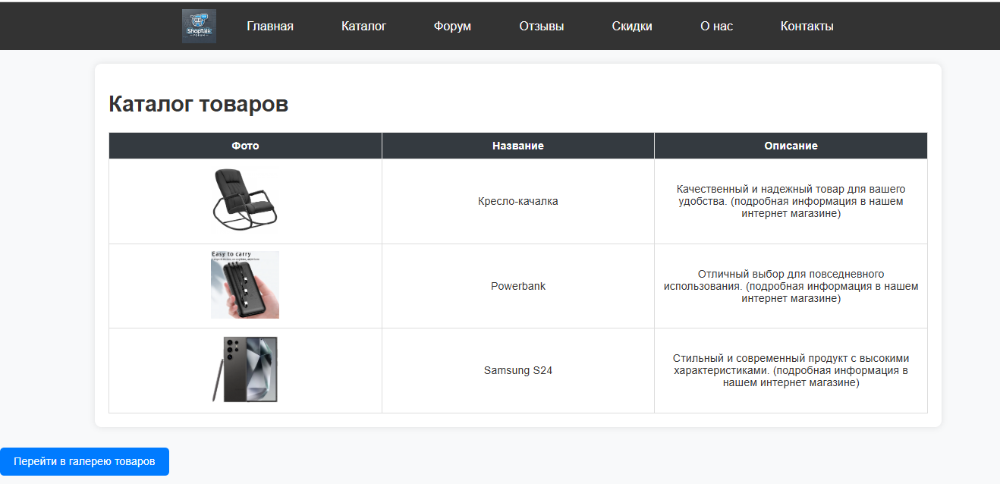 ShopTalk
FORUM
Главная
Каталог
Форум
Отзывы
Скидки
О нас
Контакты
Каталог товаров
Фото
Название
Описание
Кресло-качалка
Качественный и надежный товар для вашего
удобства. (подробная информация в нашем
интернет магазине)
Easy to carry
Powerbank
Отличный выбор для повседневного
использования. (подробная информация в нашем
интернет магазине)
Samsung S24
Стильный и современный продукт с высокими
характеристиками. (подробная информация в
нашем интернет магазине)
Перейти в галерею товаров